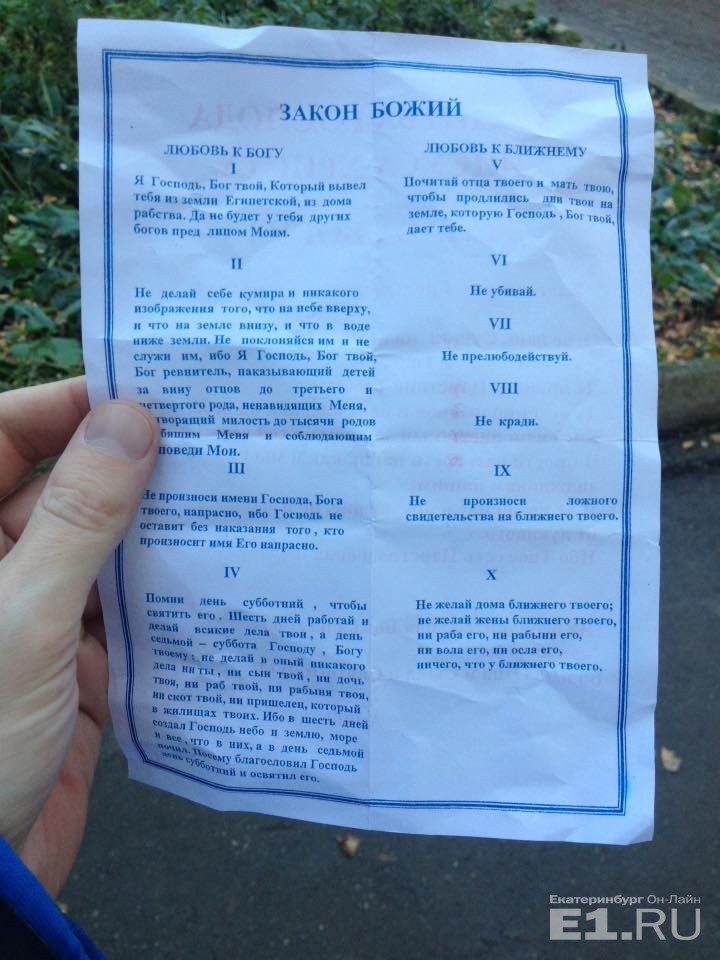 ЗАКОН БОЖИЙ
ЛЮБОВЬ К БОГУ
I
Я Господь, Бог твой, Который вывел
тебя из земли Египетской, из дома
рабства. Да не будет у тебя других
богов пред лицом Моим.
II
Не делай себе кумира и никакого
изображения того, что на небе вверху,
и что на земле внизу, и что в воде
ниже земли. Не поклоняйся им и не
служи им, ибо Я Господь, Бог твой,
Бог ревнитель, наказывающий детей
за вину отцов до третьего и
четвертого рода, ненавидящих Меня,
творящий милость до тысячи родов
бящим Меня и соблюдающим
поведи Мои.
III
Не произноси имени Господа, Бога
твоего, напрасно, ибо Господь не
оставит без наказания того, кто
произносит имя Его напрасно.
IV
Помни день субботний, чтобы
святить его. Шесть дней работай и
делай всякие дела твои, а день
седьмой – суббота Господу, Богу
твоему: не делай в оный никакого
дела ни ты, ни сын твой, ни дочь
твоя, ни раб твой, ни рабыня твоя,
ни скот твой, ни пришелец, который
в жилищах твоих. Ибо в шесть дней
создал Господь небо и землю, море
и все, что в них, а в день седьмой
почил. Посему благословил Господь
день субботний и освятил его.
ЛЮБОВЬ К БЛИЖНЕМУ
V
Почитай отца твоего и мать твою,
чтобы продлились дни твои на
земле, которую Господь, Бог твой,
дает тебе.
VI
Не убивай.
VII
Не прелюбодействуй.
VIII
Не кради.
IX
Не произноси ложного
свидетельства на ближнего твоего.
X
Не желай дома ближнего твоего;
не желай жены ближнего твоего,
ни раба его, ни рабыни его,
ни вола его, ни осла его,
ничего, что у ближнего твоего.
Екатеринбург Он-Лайн
E1.RU